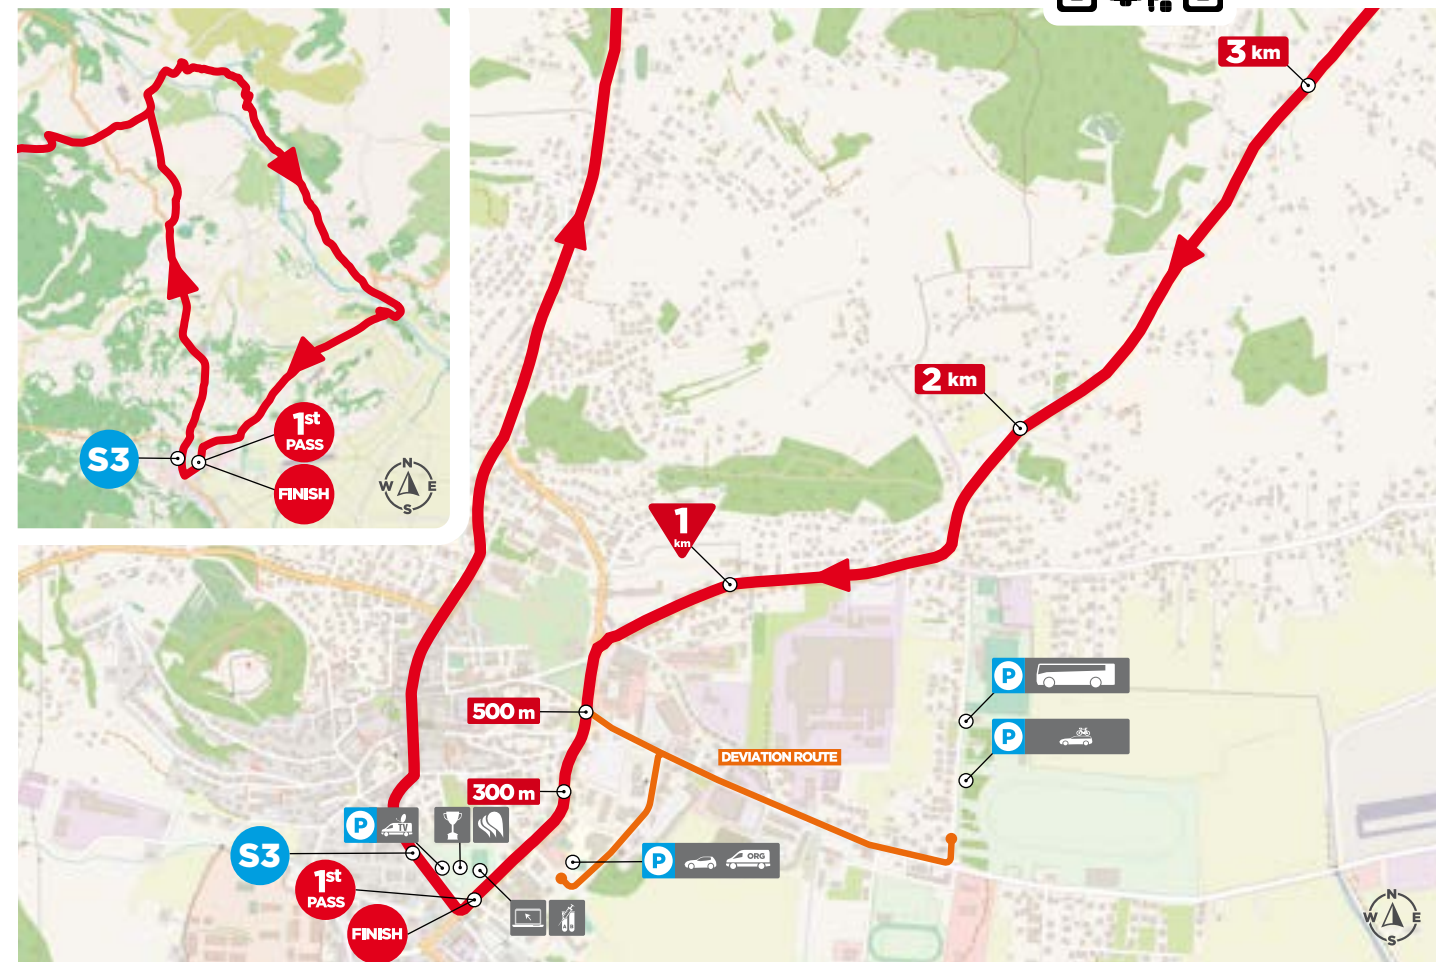 3 km
1st
PASS
S3
FINISH
N
W E
S
2 km
1
km
500 m
P
DEVIATION ROUTE
P
300 m
P TV
S3
P ORG
1st
PASS
FINISH
N
W E
S